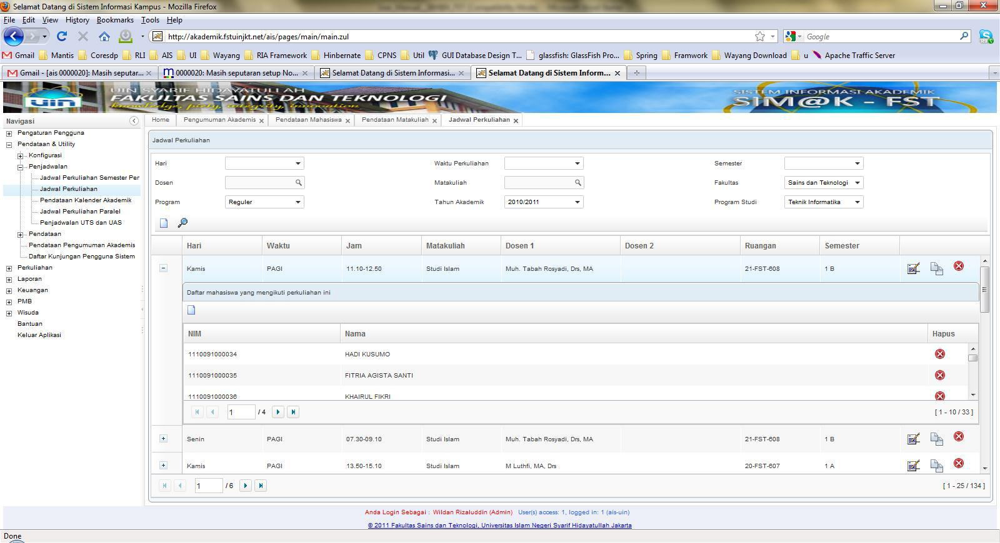 Selamat Datang di Sistem Informasi Kampus - Mozilla Firefox
File Edit View History Bookmarks Tools Help
http://akademik.fstuinjkt.net/ais/pages/main/main.zul
Google
Gmail Mantis Coresdp RLI AIS UI Wayang RIA Framework Hinbernate CPNS Util GUI Database Design T... glassfish: GlassFish Pro... Spring Framwork Wayang Download u Apache Traffic Server
Gmail - [ais 0000020]: Masih seputar... 0000020: Masih seputaran setup No... Selamat Datang di Sistem Informasi... Selamat Datang di Sistem Inform...
uin
UIN SYARIF HIDAYATULLAH
FAKULTAS SAINS DAN TEKNOLOGI
knowledge, piety, integrity, innovation
SISTEM INFORMASI AKADEMIK
SIM@K - FST
Navigasi
Pengaturan Pengguna
Pendataan & Utility
Konfigurasi
Penjadwalan
Jadwal Perkuliahan Semester Per
Jadwal Perkuliahan
Pendataan Kalender Akademik
Jadwal Perkuliahan Paralel
Penjadwalan UTS dan UAS
Pendataan
Pendataan Pengumuman Akademis
Daftar Kunjungan Pengguna Sistem
Perkuliahan
Laporan
Keuangan
PMB
Wisuda
Bantuan
Keluar Aplikasi
Home Pengumuman Akademis Pendataan Mahasiswa Pendataan Matakuliah Jadwal Perkuliahan
Jadwal Perkuliahan
Hari Waktu Perkuliahan Semester
Dosen Matakuliah Fakultas Sains dan Teknologi
Program Reguler Tahun Akademik 2010/2011 Program Studi Teknik Informatika
Hari Waktu Jam Matakuliah Dosen 1 Dosen 2 Ruangan Semester
Kamis PAGI 11.10-12.50 Studi Islam Muh. Tabah Rosyadi, Drs, MA 21-FST-608 1 B
Daftar mahasiswa yang mengikuti perkuliahan ini
NIM Nama Hapus
1110091000034 HADI KUSUMO
1110091000035 FITRIA AGISTA SANTI
1110091000036 KHAIRUL FIKRI
1 / 4 [ 1 - 10 / 33 ]
Senin PAGI 07.30-09.10 Studi Islam Muh. Tabah Rosyadi, Drs, MA 21-FST-608 1 B
Kamis PAGI 13.50-15.10 Studi Islam M Luthfi, MA, Drs 20-FST-607 1 A
1 / 6 [ 1 - 25 / 134 ]
Anda Login Sebagai : Wildan Rizaluddin (Admin) User(s) access: 1, logged in: 1 (ais-uin)
© 2011 Fakultas Sains dan Teknologi, Universitas Islam Negeri Syarif Hidayatullah Jakarta
Done